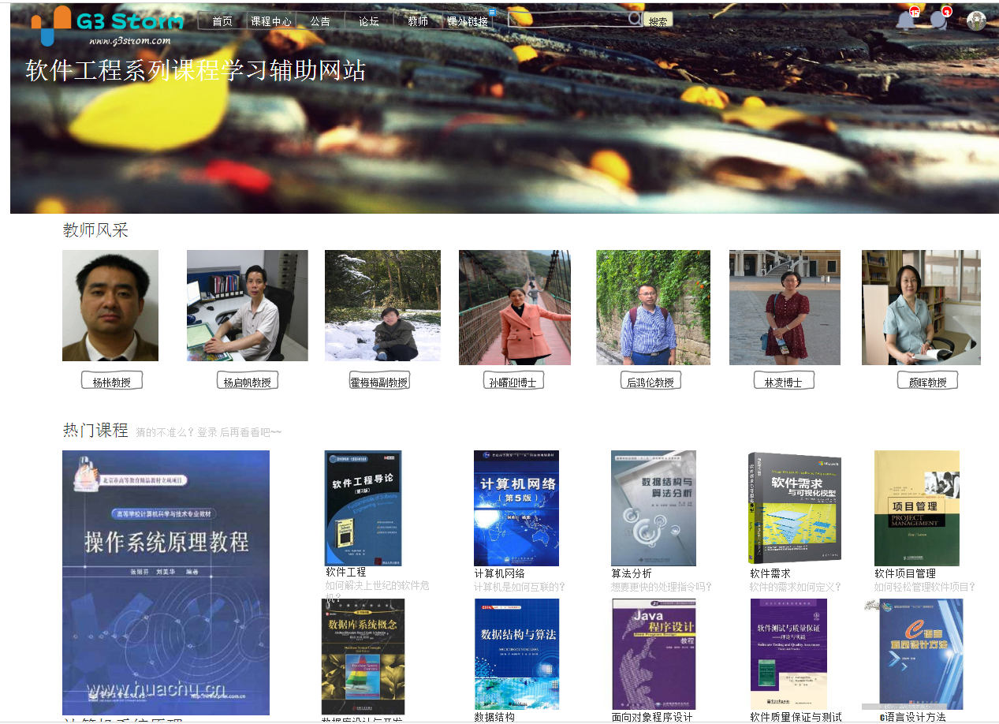 G3 Storm
www.g3strom.com
首页 课程中心 公告 论坛 教师 课外链接 搜索 15 3
软件工程系列课程学习辅助网站
教师风采
杨枨教授 杨启帆教授 霍梅梅副教授 孙曙迎博士 后鸿伦教授 林凌博士 颜晖教授
热门课程 猜的不准么？登录 后再看看吧~~
北京市高等教育精品教材立项项目
高等学校计算机科学与技术专业教材
操作系统原理教程
张丽芬 刘美华 编著
www.huachu.com
软件工程导论
（第2版）
计算机网络
（第5版）
数据结构与
算法分析
软件需求
与可视化模型
项目管理
PROJECT
MANAGEMENT
软件工程 计算机网络 算法分析 软件需求 软件项目管理
如何解决上世纪的软件危
机？
计算机是如何互联的？ 想要更快的处理指令吗？ 软件的需求如何定义？ 如何轻松管理软件项目？
数据库系统概念
数据结构与算法
Java
程序设计
教程
软件测试与质量保证
——理论与实践
C语言
通用设计方法
数据库设计与开发 数据结构 面向对象程序设计 软件质量保证与测试 C语言设计方法
计算机系统原理